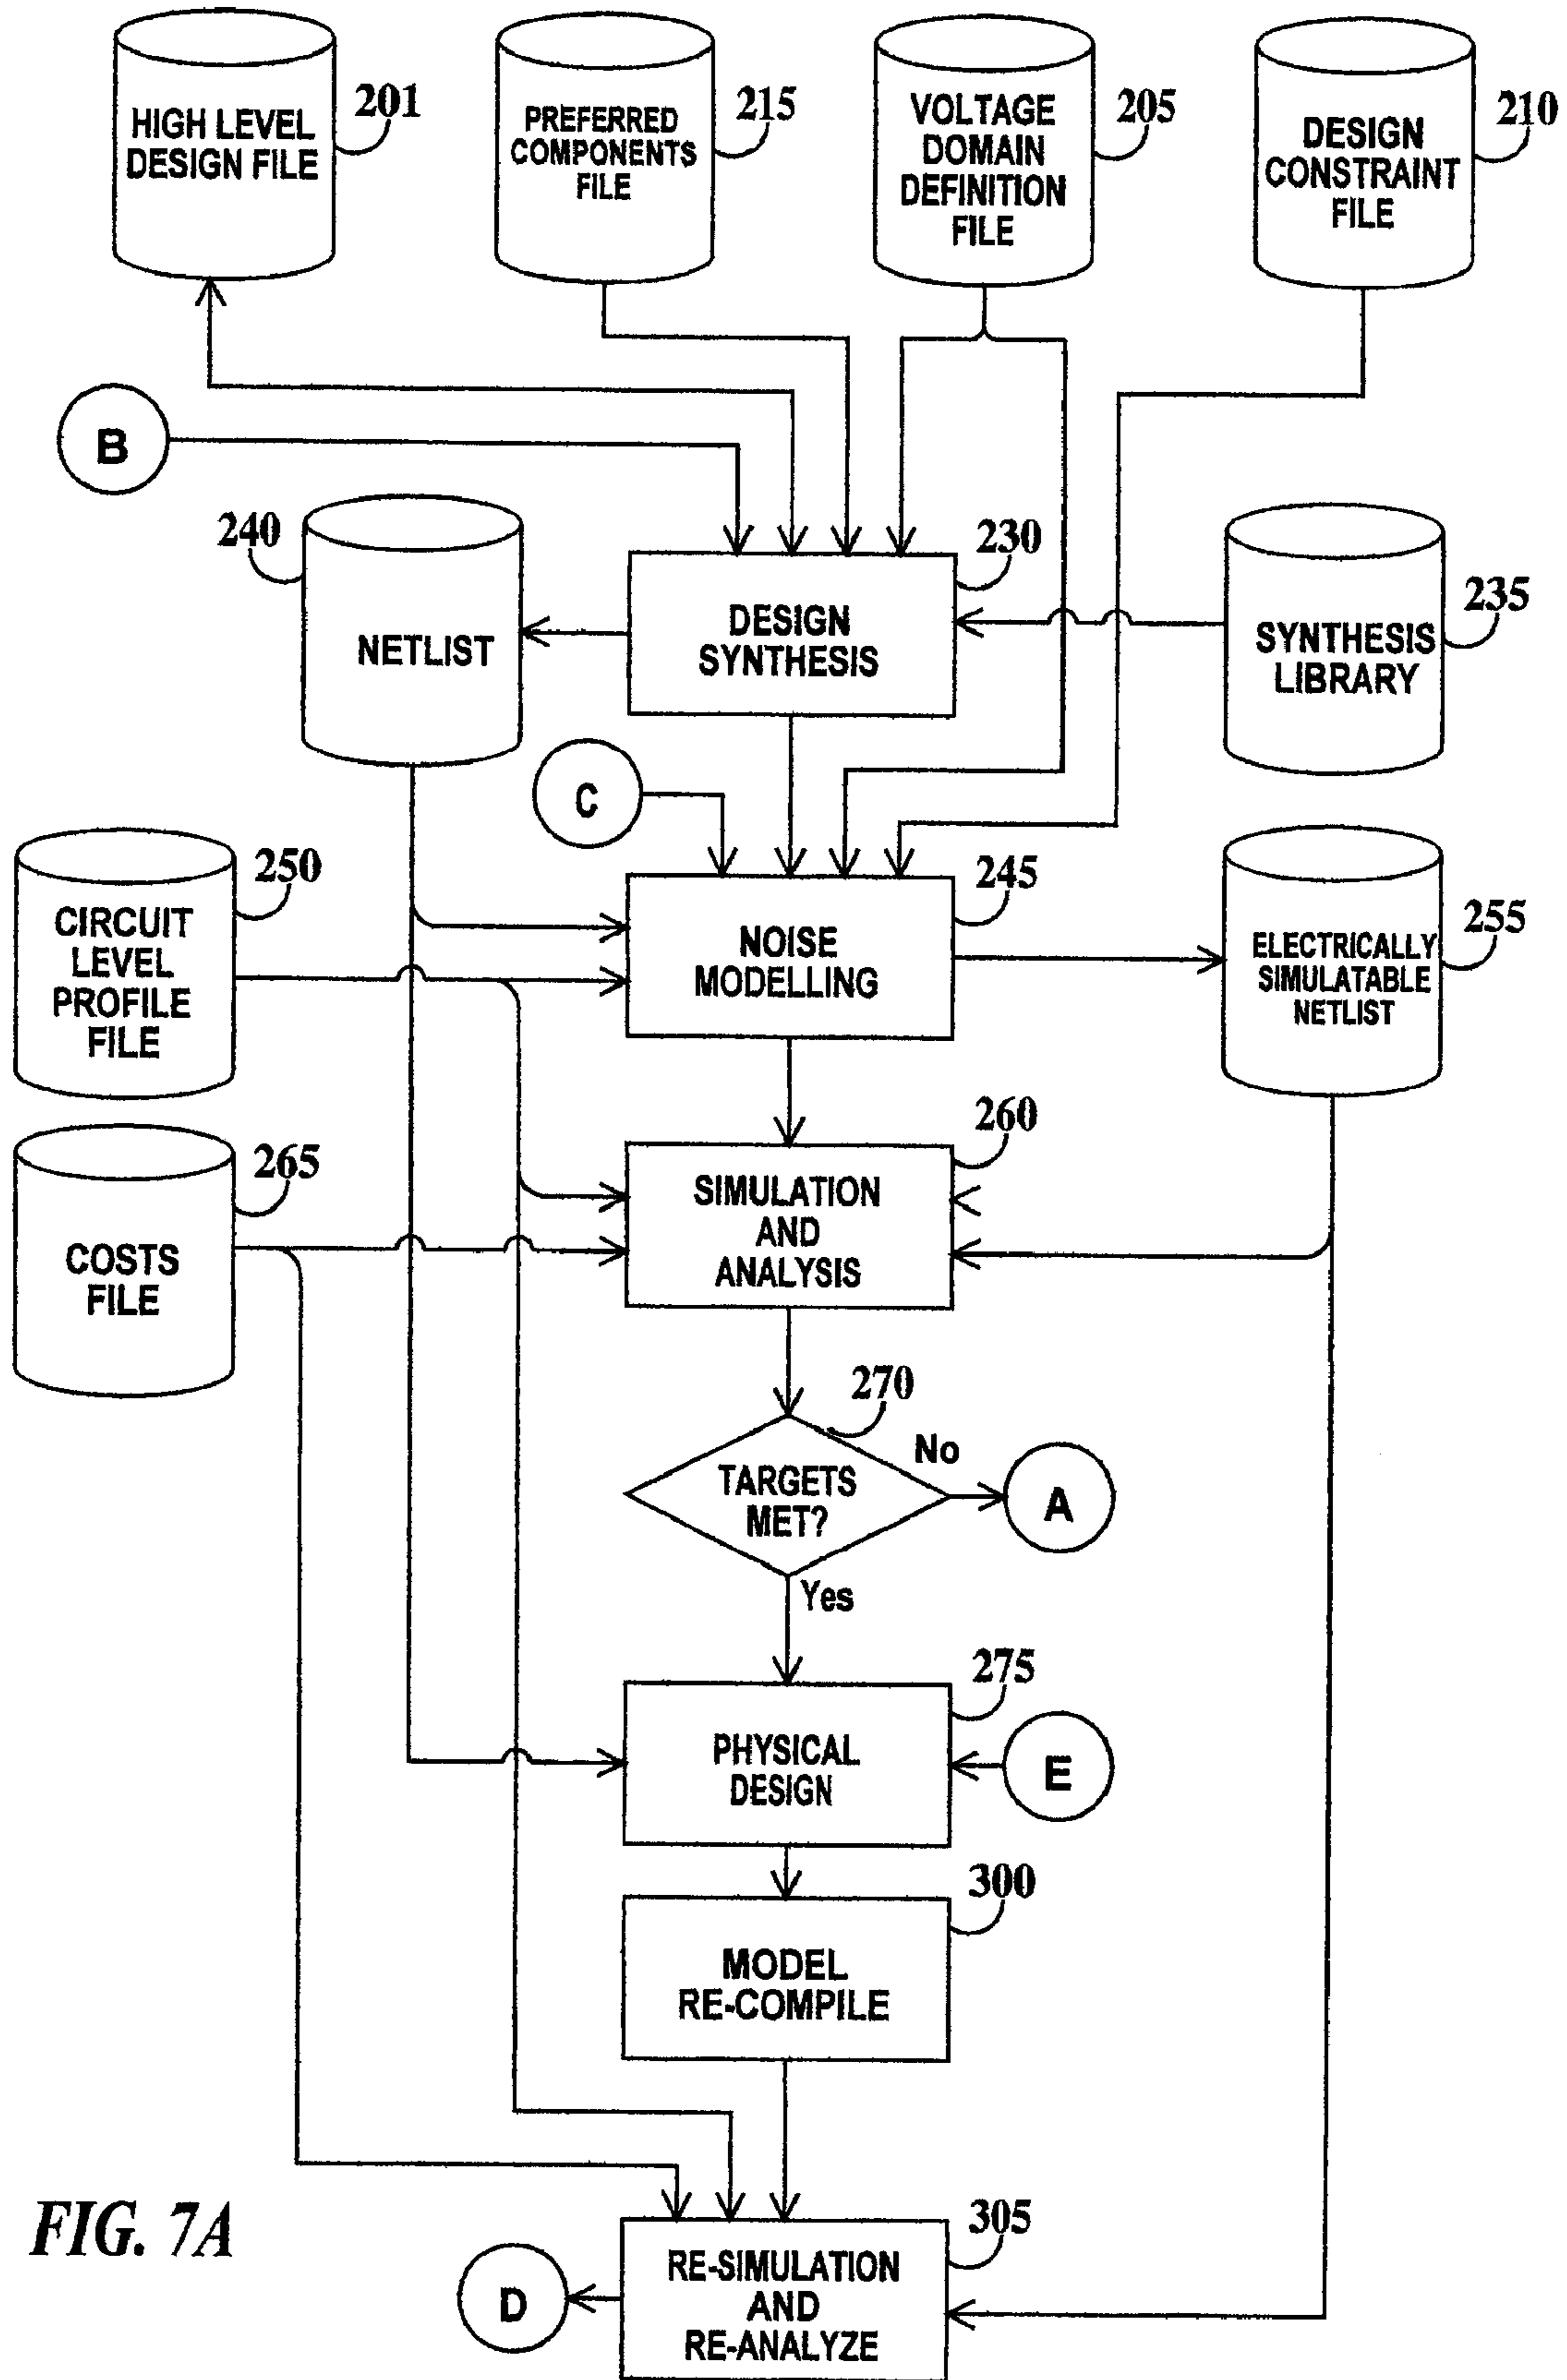 HIGH LEVEL
DESIGN FILE
201
PREFERRED
COMPONENTS
FILE
215
VOLTAGE
DOMAIN
DEFINITION
FILE
205
DESIGN
CONSTRAINT
FILE
210
B
240
NETLIST
DESIGN
SYNTHESIS
230
SYNTHESIS
LIBRARY
235
C
CIRCUIT
LEVEL
PROFILE
FILE
250
NOISE
MODELLING
245
ELECTRICALLY
SIMULATABLE
NETLIST
255
COSTS
FILE
265
SIMULATION
AND
ANALYSIS
260
TARGETS
MET?
270
No
A
Yes
PHYSICAL
DESIGN
275
E
MODEL
RE-COMPILE
300
RE-SIMULATION
AND
RE-ANALYZE
305
D
FIG. 7A